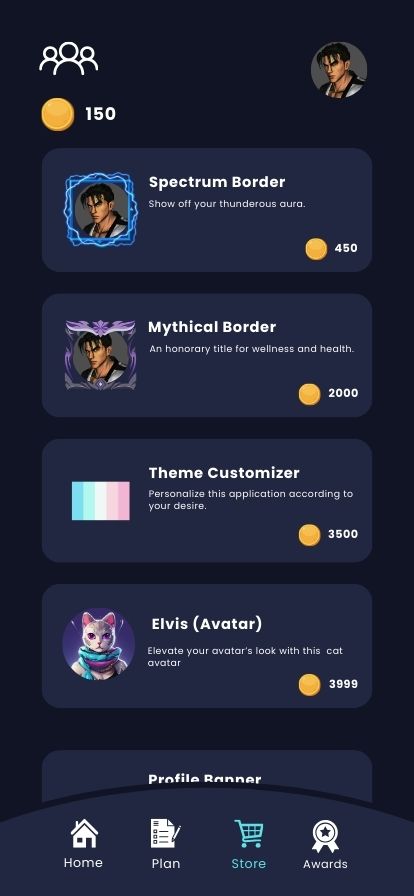 150
Spectrum Border
Show off your thunderous aura.
450
Mythical Border
An honorary title for wellness and health.
2000
Theme Customizer
Personalize this application according to
your desire.
3500
Elvis (Avatar)
Elevate your avatar's look with this  cat
avatar
3999
Profile Banner
Home
Plan
Store
Awards